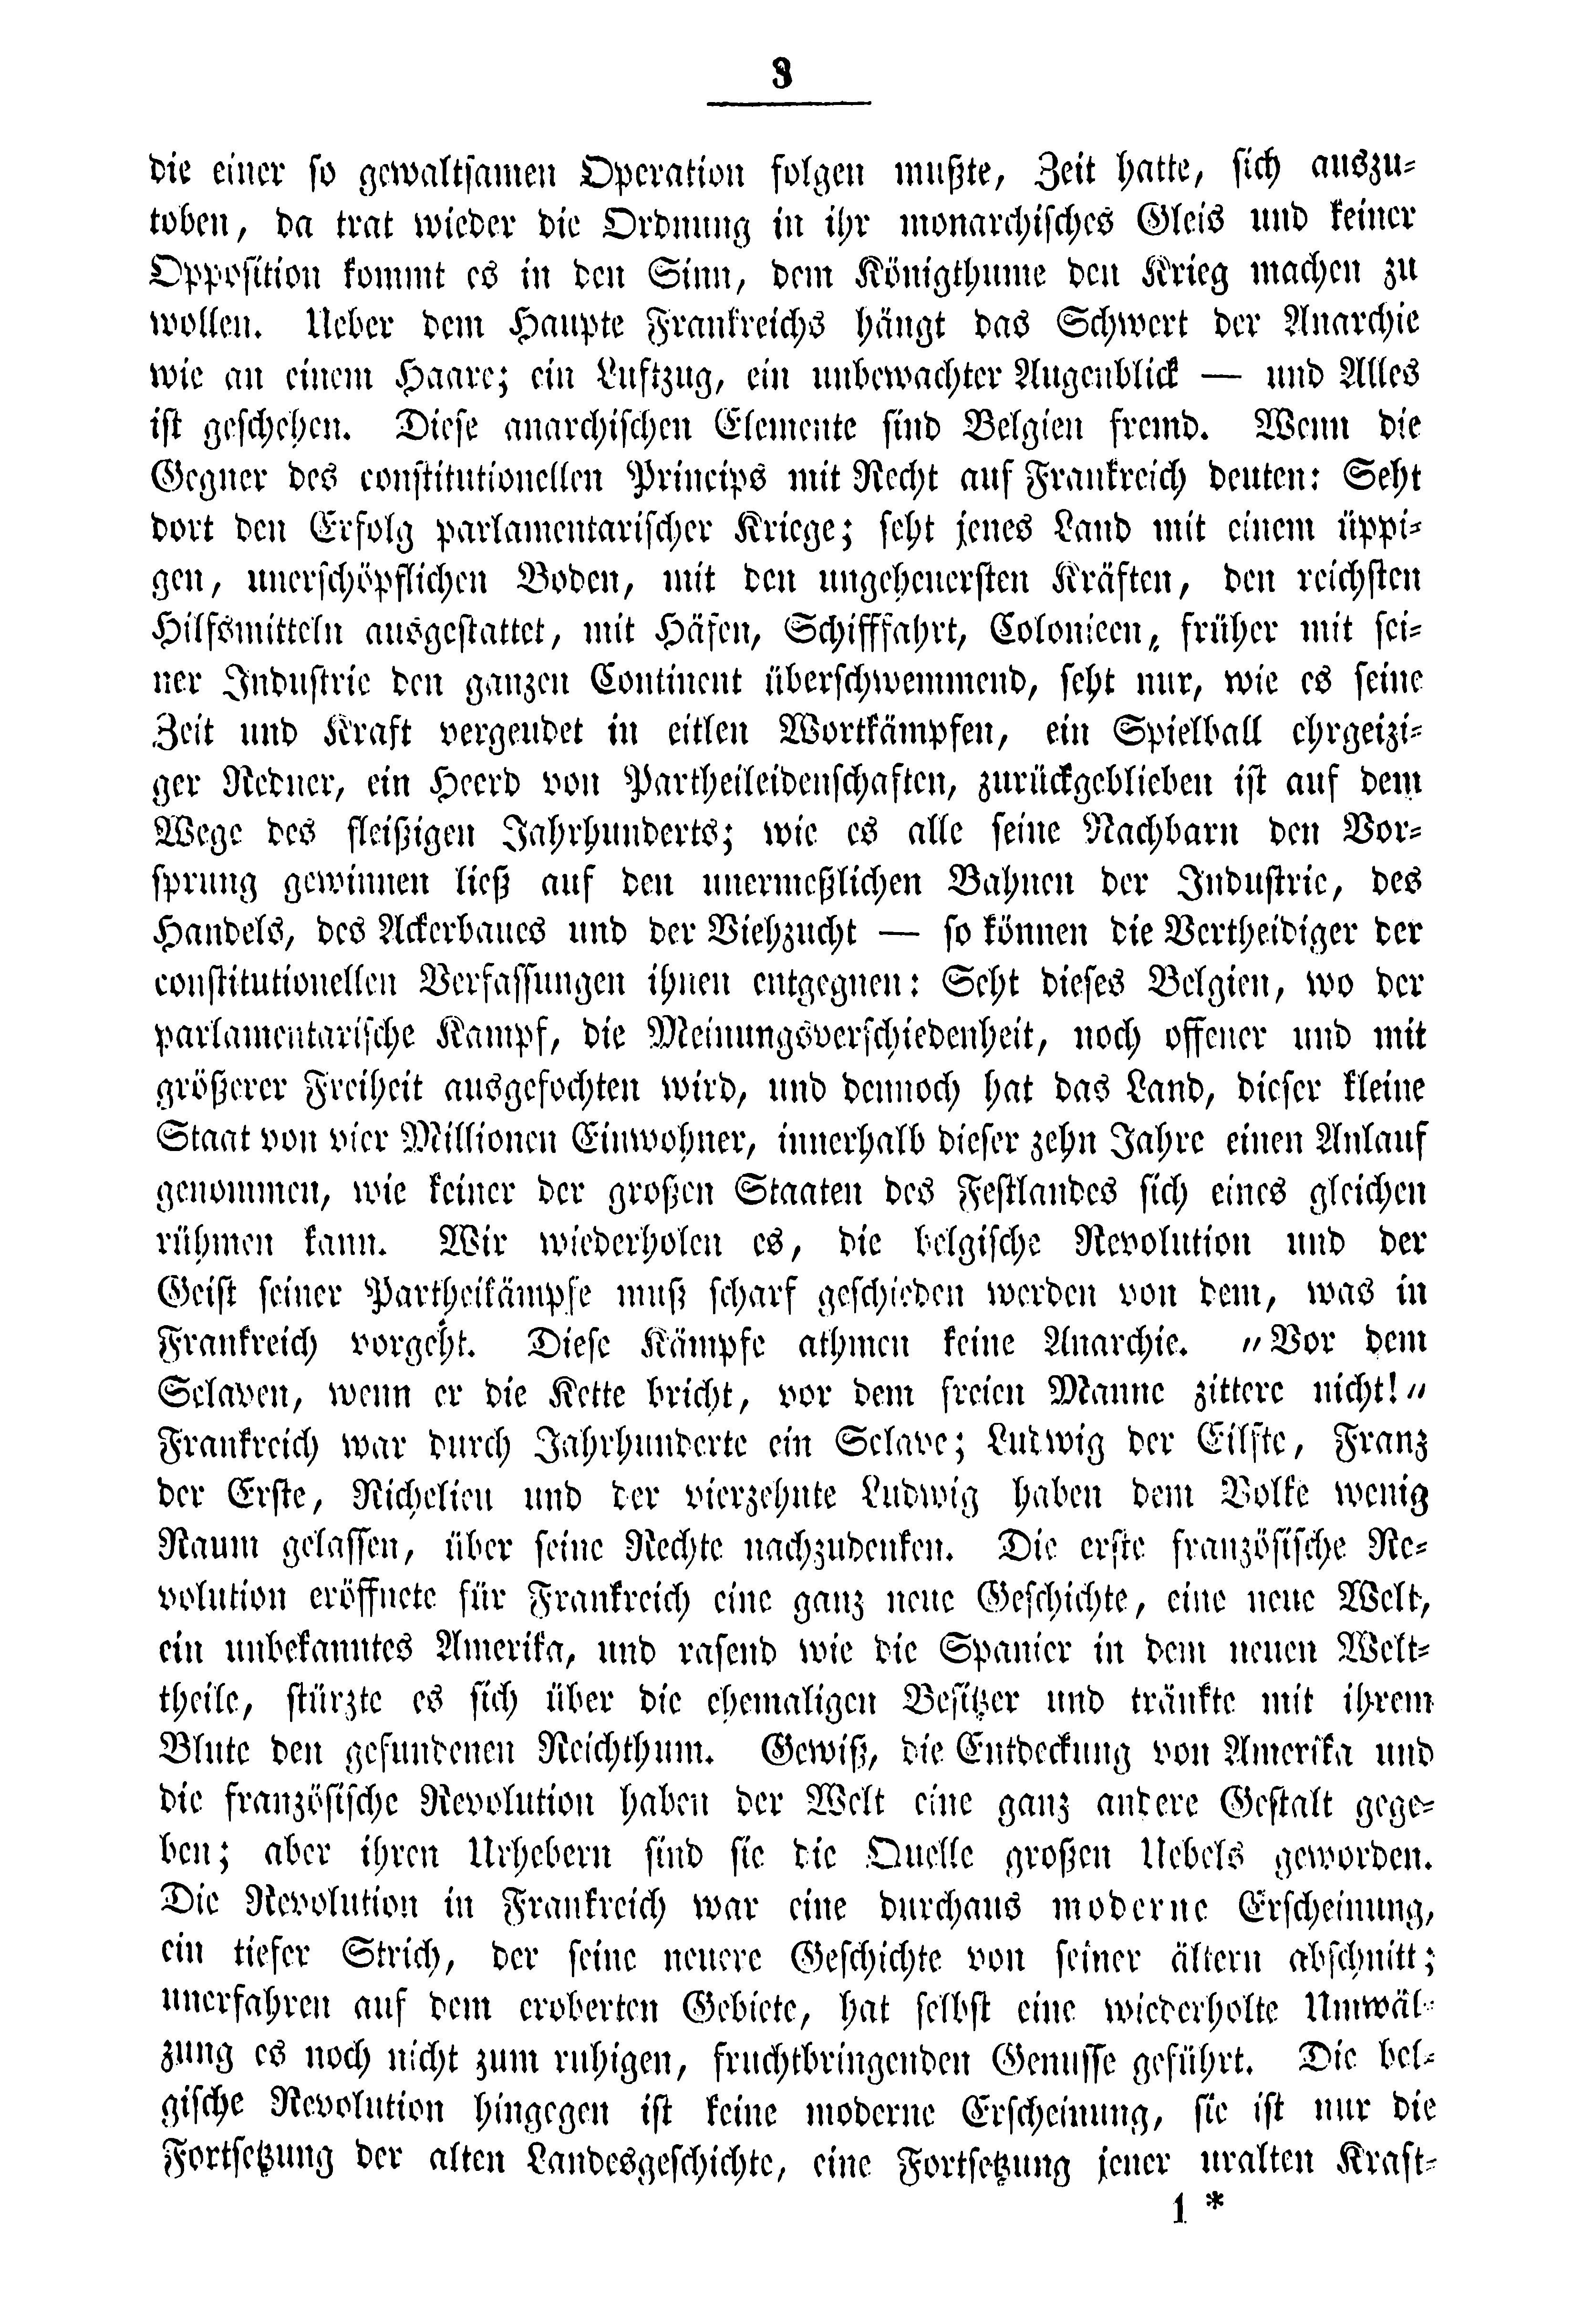 3
die einer so gewaltsamen Operation folgen mußte, Zeit hatte, sich auszu-
toben, da trat wieder die Ordnung in ihr monarchisches Gleis und keiner
Opposition kommt es in den Sinn, dem Königthume den Krieg machen zu
wollen. Ueber dem Haupte Frankreichs hängt das Schwert der Anarchie
wie an einem Haare; ein Luftzug, ein unbewachter Augenblick — und Alles
ist geschehen. Diese anarchischen Elemente sind Belgien fremd. Wenn die
Gegner des constitutionellen Princips mit Recht auf Frankreich deuten: Seht
dort den Erfolg parlamentarischer Kriege; seht jenes Land mit einem üppi-
gen, unerschöpflichen Boden, mit den ungeheuersten Kräften, den reichsten
Hilfsmitteln ausgestattet, mit Häfen, Schifffahrt, Colonieen, früher mit sei-
ner Industrie den ganzen Continent überschwemmend, seht nur, wie es seine
Zeit und Kraft vergeudet in eitlen Wortkämpfen, ein Spielball ehrgeizi-
ger Redner, ein Heerd von Partheileidenschaften, zurückgeblieben ist auf dem
Wege des fleißigen Jahrhunderts; wie es alle seine Nachbarn den Vor-
sprung gewinnen ließ auf den unermeßlichen Bahnen der Industrie, des
Handels, des Ackerbaues und der Viehzucht — so können die Vertheidiger der
constitutionellen Verfassungen ihnen entgegnen: Seht dieses Belgien, wo der
parlamentarische Kampf, die Meinungsverschiedenheit, noch offener und mit
größerer Freiheit ausgefochten wird, und dennoch hat das Land, dieser kleine
Staat von vier Millionen Einwohner, innerhalb dieser zehn Jahre einen Anlauf
genommen, wie keiner der großen Staaten des Festlandes sich eines gleichen
rühmen kann. Wir wiederholen es, die belgische Revolution und der
Geist seiner Partheikämpfe muß scharf geschieden werden von dem, was in
Frankreich vorgeht. Diese Kämpfe athmen keine Anarchie. „Vor dem
Sclaven, wenn er die Kette bricht, vor dem freien Manne zittere nicht!„
Frankreich war durch Jahrhunderte ein Sclave; Ludwig der Eilfte, Franz
der Erste, Richelieu und der vierzehnte Ludwig haben dem Volke wenig
Raum gelassen, über seine Rechte nachzudenken. Die erste französische Re-
volution eröffnete für Frankreich eine ganz neue Geschichte, eine neue Welt,
ein unbekanntes Amerika, und rasend wie die Spanier in dem neuen Welt-
theile, stürzte es sich über die ehemaligen Besitzer und tränkte mit ihrem
Blute den gefundenen Reichthum. Gewiß, die Entdeckung von Amerika und
die französische Revolution haben der Welt eine ganz andere Gestalt gege-
ben; aber ihren Urhebern sind sie die Quelle großen Uebels geworden.
Die Revolution in Frankreich war eine durchaus moderne Erscheinung,
ein tiefer Strich, der seine neuere Geschichte von seiner ältern abschnitt;
unerfahren auf dem eroberten Gebiete, hat selbst eine wiederholte Umwäl-
zung es noch nicht zum ruhigen, fruchtbringenden Genusse geführt. Die bel-
gische Revolution hingegen ist keine moderne Erscheinung, sie ist nur die
Fortsetzung der alten Landesgeschichte, eine Fortsetzung jener uralten Kraft-
1 *